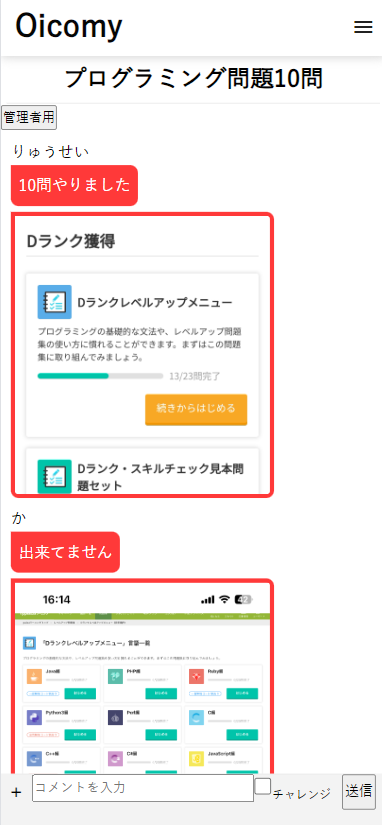 Oicomy
プログラミング問題10問
管理者用
りゅうせい
10問やりました
Dランク獲得
Dランクレベルアップメニュー
プログラミングの基礎的な文法や、レベルアップ問題
集の使い方に慣れることができます。まずはこの問題
集に取り組んでみましょう。
13/23問完了
続きからはじめる
Dランク・スキルチェック見本問
題セット
か
出来てません
16:14
42
「Dランクレベルアップメニュー」言語一覧
Java編
PHP編
Ruby編
Python3編
Perl編
C編
C++編
C#編
JavaScript編
+
コメントを入力
チャレンジ
送信